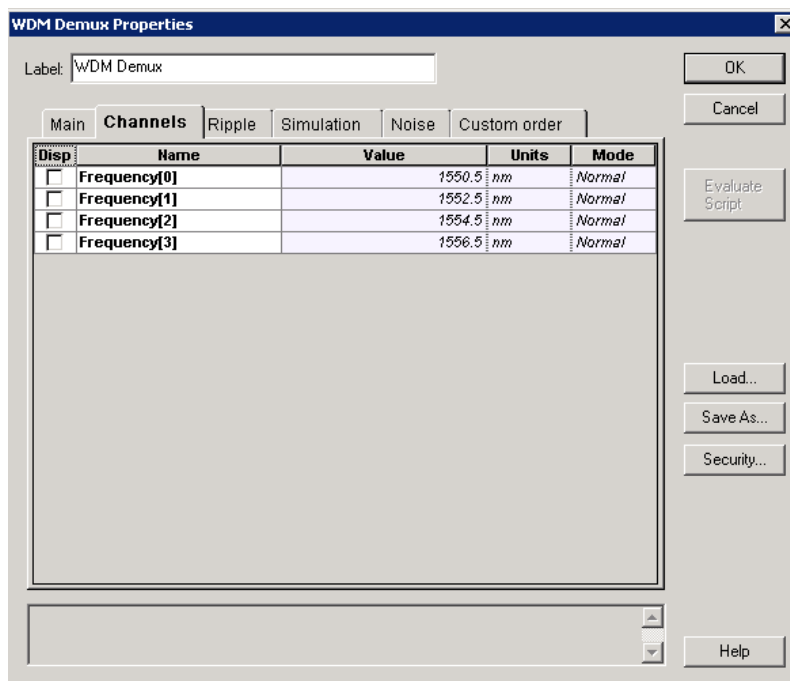 WDM Demux Properties
Label: WDM Demux
OK
Cancel
Main Channels Ripple Simulation Noise Custom order
Disp Name Value Units Mode
Frequency[0] 1550.5 nm Normal
Frequency[1] 1552.5 nm Normal
Frequency[2] 1554.5 nm Normal
Frequency[3] 1556.5 nm Normal
Evaluate
Script
Load...
Save As...
Security...
Help